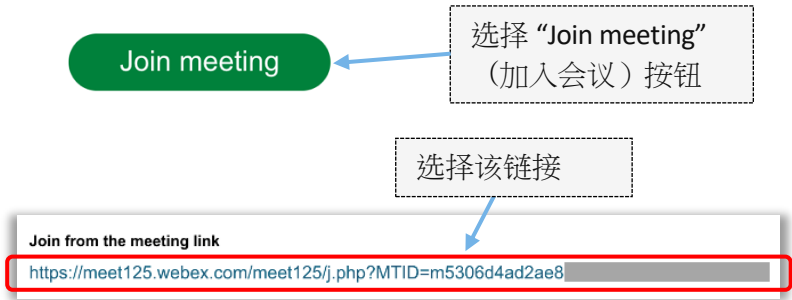 Join meeting
选择 “Join meeting”
（加入会议）按钮
选择该链接
Join from the meeting link
https://meet125.webex.com/meet125/j.php?MTID=m5306d4ad2ae8